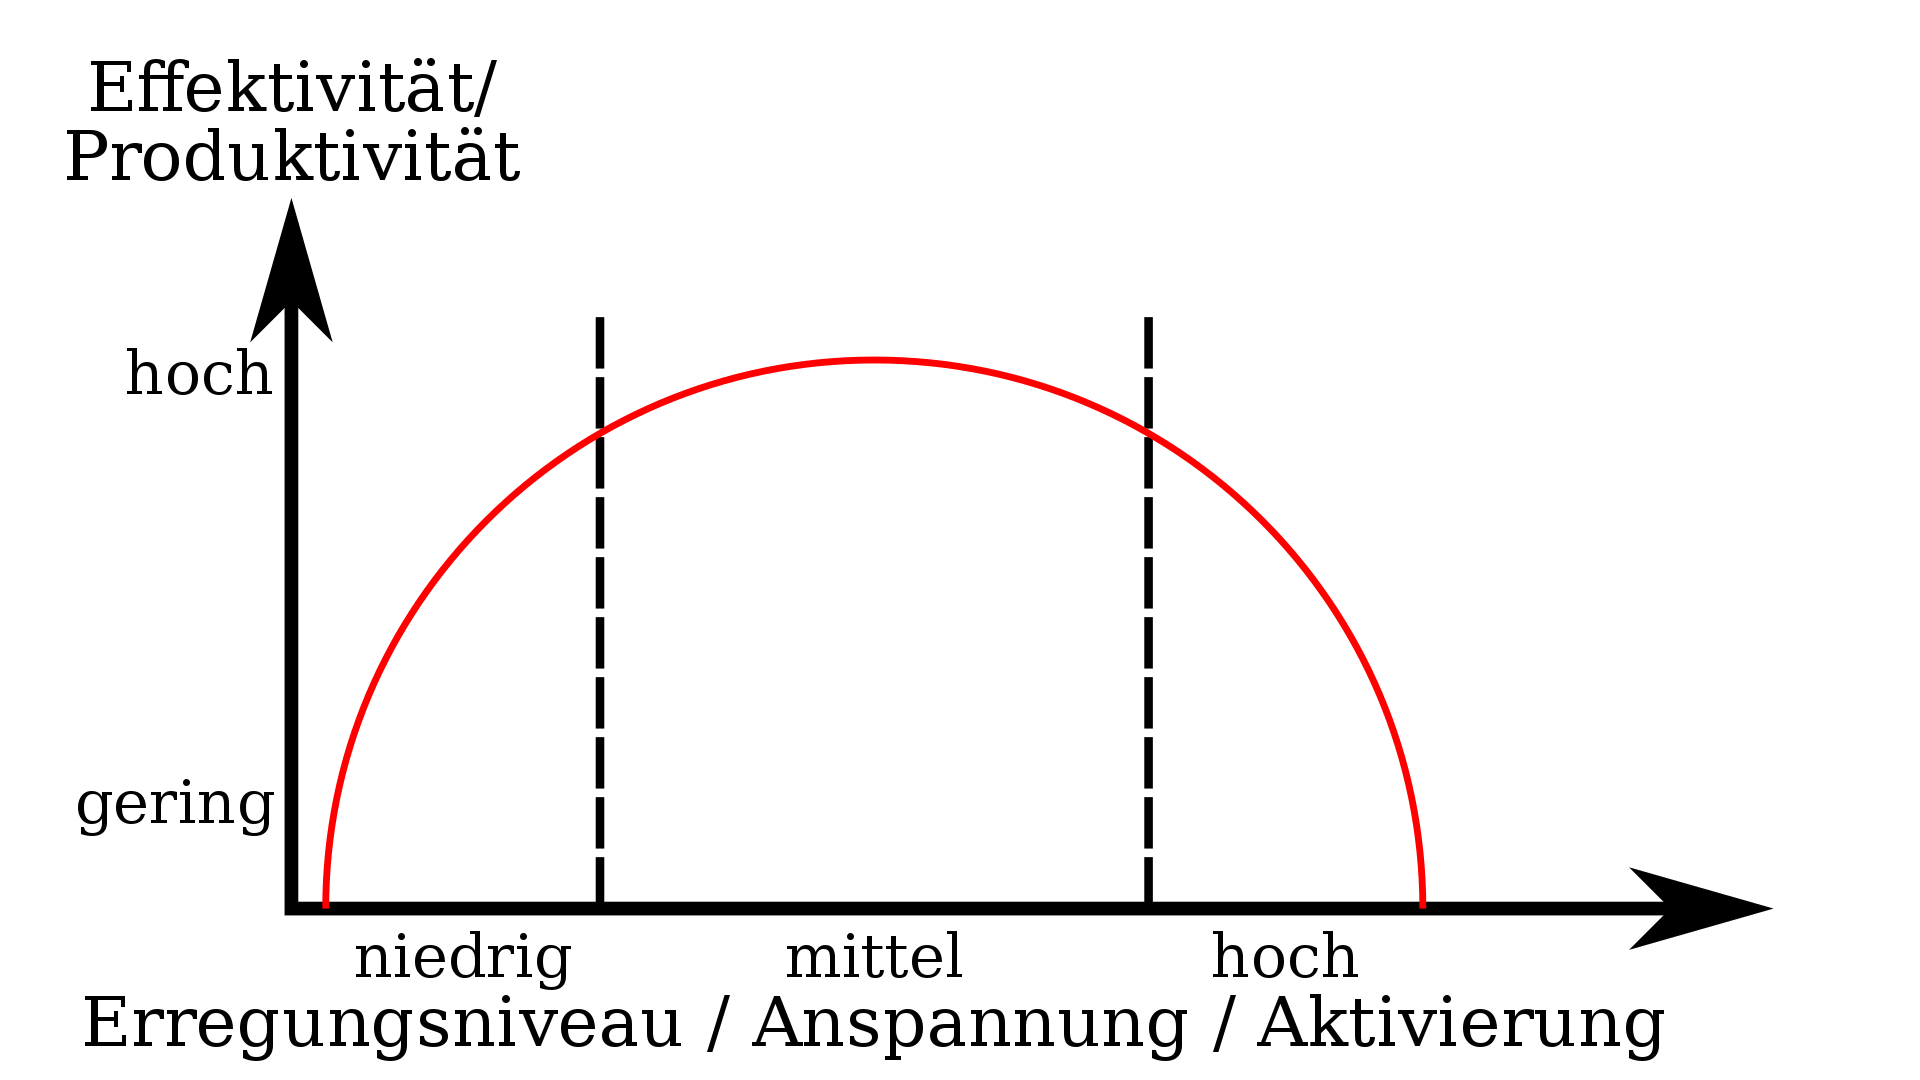 Effektivität/
Produktivität
hoch
gering
niedrig mittel hoch
Erregungsniveau / Anspannung / Aktivierung